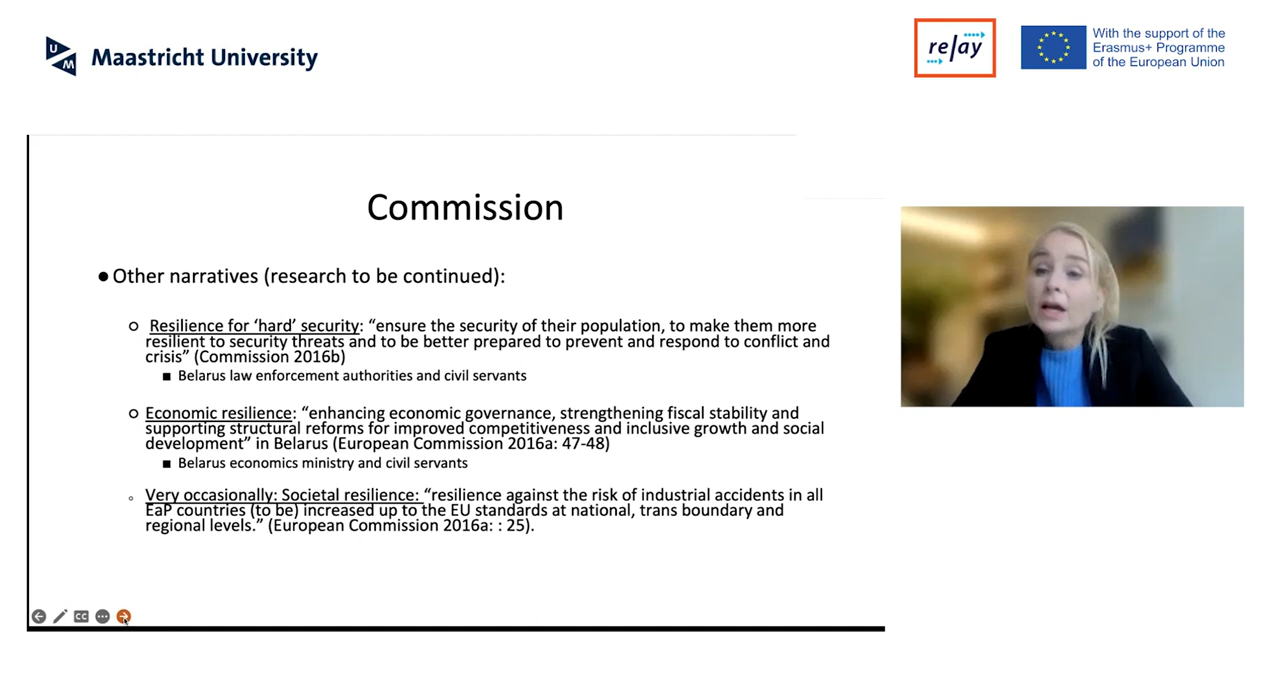 UM
Maastricht University
relay
With the support of the
Erasmus+ Programme
of the European Union
Commission
● Other narratives (research to be continued):
○ Resilience for ‘hard’ security: “ensure the security of their population, to make them more
resilient to security threats and to be better prepared to prevent and respond to conflict and
crisis” (Commission 2016b)
■ Belarus law enforcement authorities and civil servants
○ Economic resilience: “enhancing economic governance, strengthening fiscal stability and
supporting structural reforms for improved competitiveness and inclusive growth and social
development” in Belarus (European Commission 2016a: 47-48)
■ Belarus economics ministry and civil servants
○ Very occasionally: Societal resilience: “resilience against the risk of industrial accidents in all
EaP countries (to be) increased up to the EU standards at national, trans boundary and
regional levels.” (European Commission 2016a: : 25).
CC